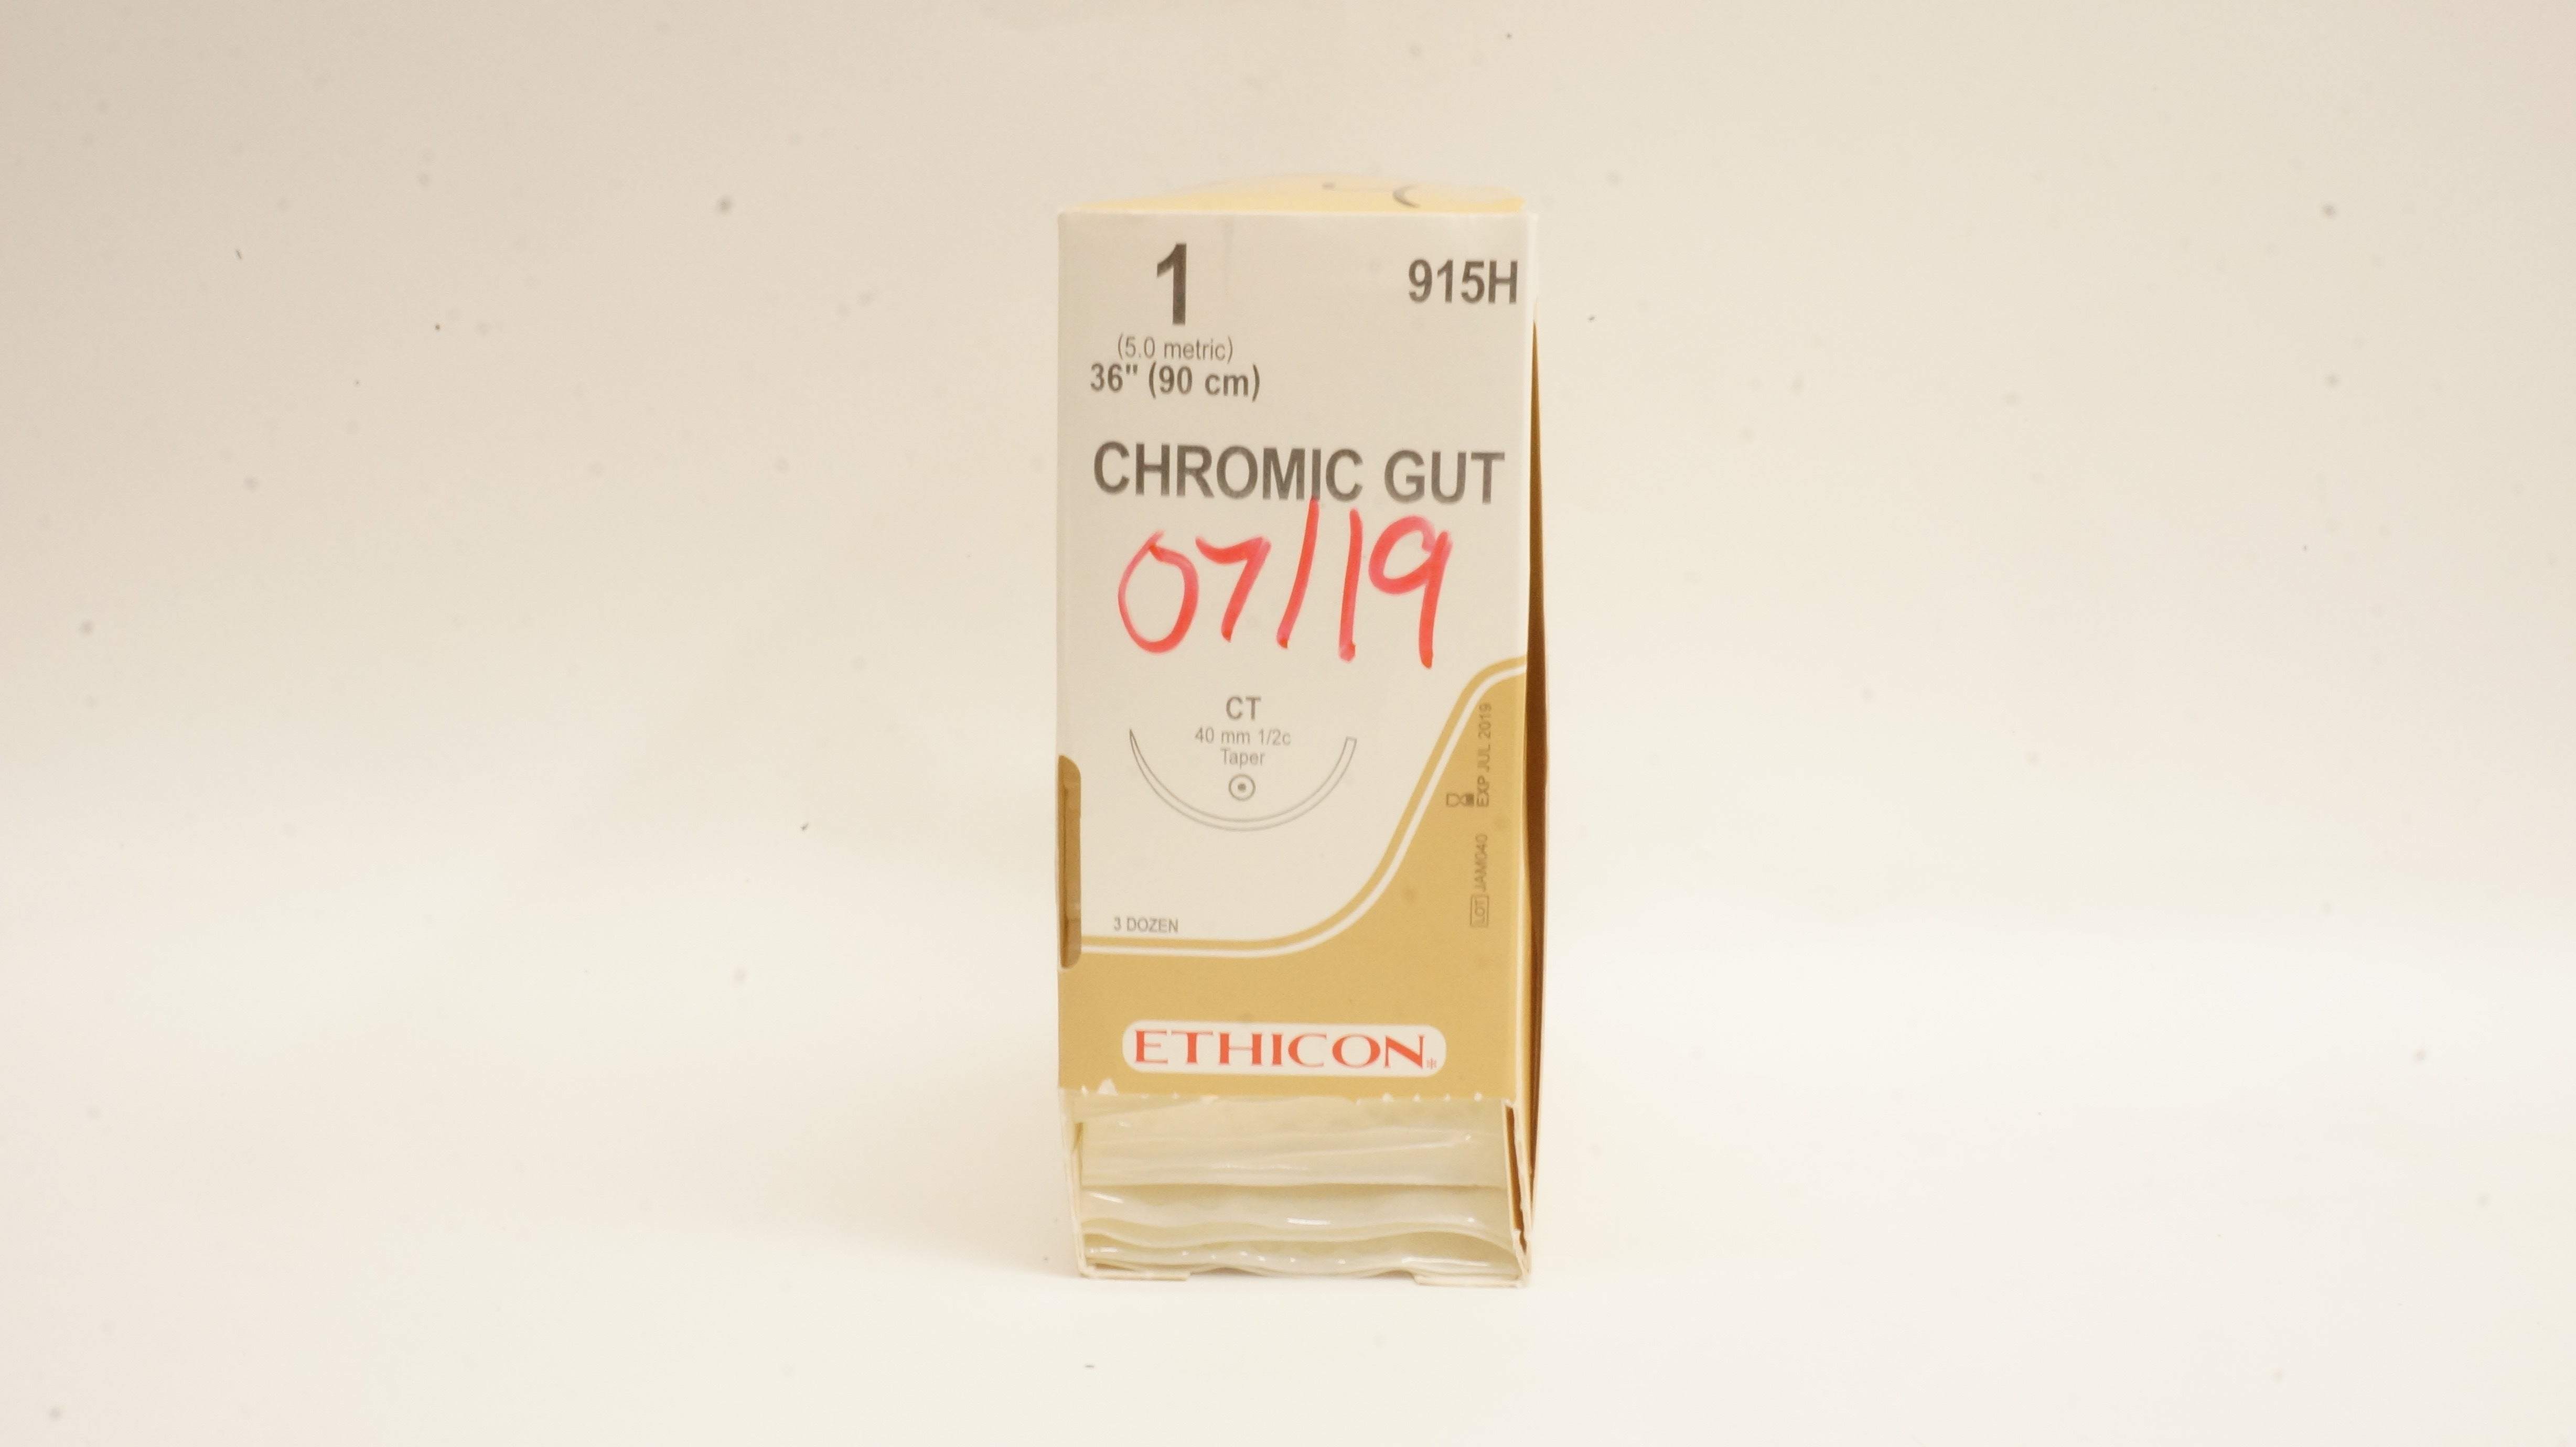 1
915H
(5.0 metric)
36" (90 cm)
CHROMIC GUT
07/19
CT
40 mm 1/2c
Taper
EXP JUL 2019
LOT JAM040
3 DOZEN
ETHICON